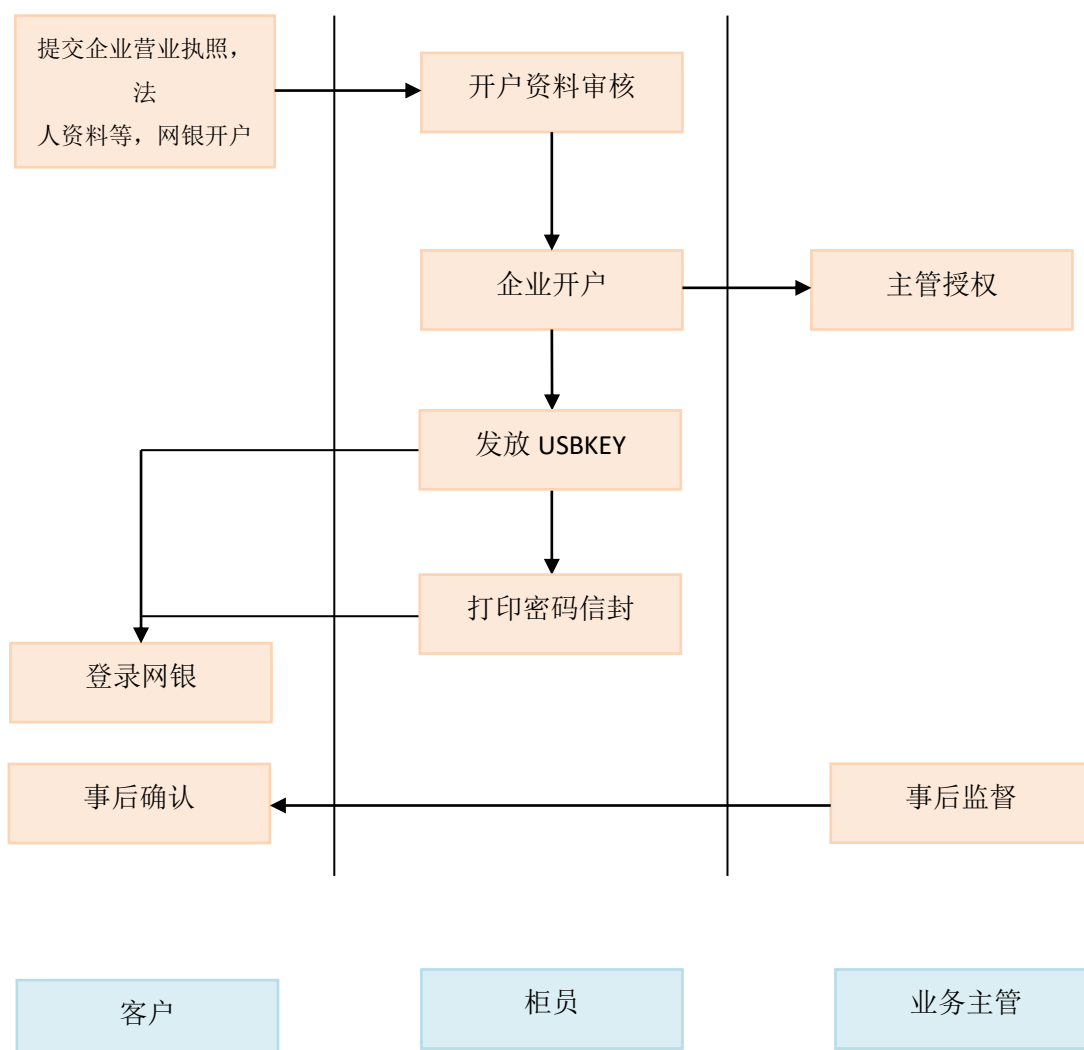 提交企业营业执照，
法
人资料等，网银开户
开户资料审核
企业开户
主管授权
发放 USBKEY
打印密码信封
登录网银
事后确认
事后监督
客户
柜员
业务主管